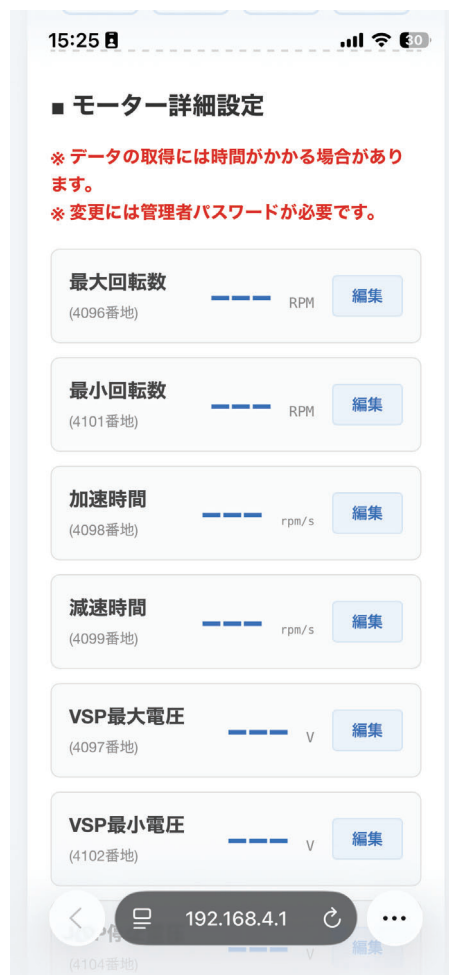 15:25
30
■ モーター詳細設定
※ データの取得には時間がかかる場合があり
ます。
※ 変更には管理者パスワードが必要です。
最大回転数
(4096番地)
--- RPM
編集
最小回転数
(4101番地)
--- RPM
編集
加速時間
(4098番地)
--- rpm/s
編集
減速時間
(4099番地)
--- rpm/s
編集
VSP最大電圧
(4097番地)
--- V
編集
VSP最小電圧
(4102番地)
--- V
編集
192.168.4.1
(4104番地)
V
編集